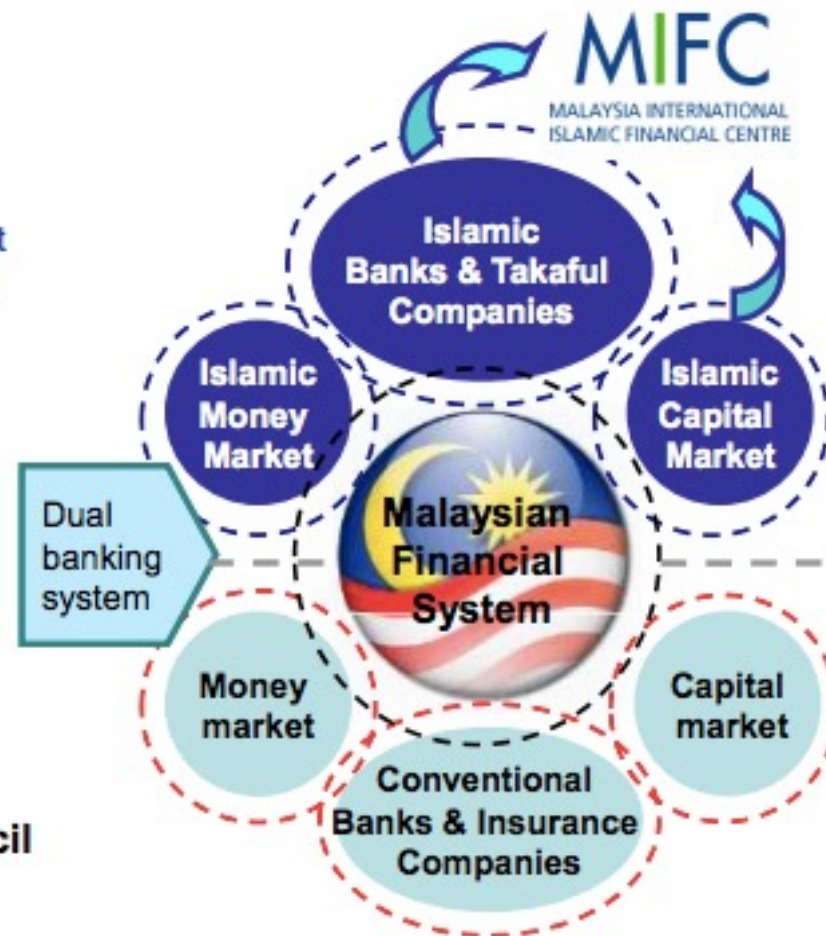 MIFC
MALAYSIA INTERNATIONAL
ISLAMIC FINANCIAL CENTRE
Islamic
Banks & Takaful
Companies
Islamic
Money
Market
Islamic
Capital
Market
Dual
banking
system
Malaysian
Financial
System
Money
market
Capital
market
Conventional
Banks & Insurance
Companies